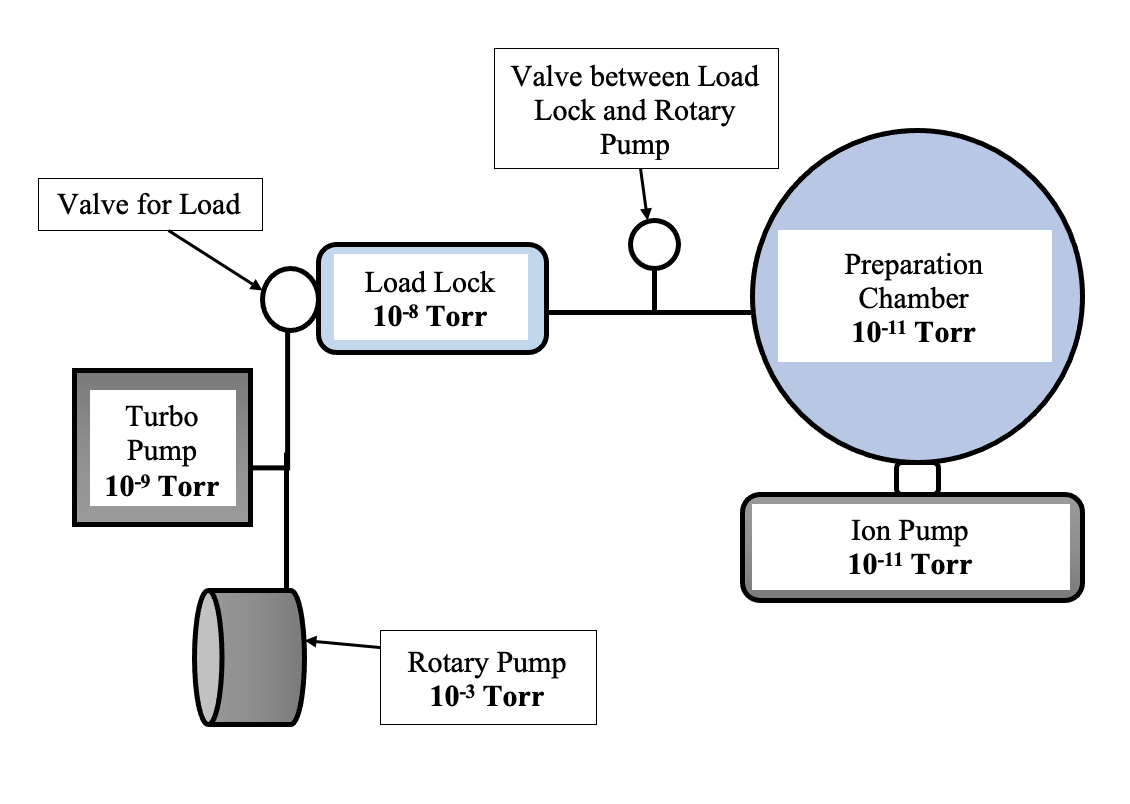 Valve between Load
Lock and Rotary
Pump
Valve for Load
Load Lock
10⁻⁸ Torr
Preparation
Chamber
10⁻¹¹ Torr
Turbo
Pump
10⁻⁹ Torr
Ion Pump
10⁻¹¹ Torr
Rotary Pump
10⁻³ Torr